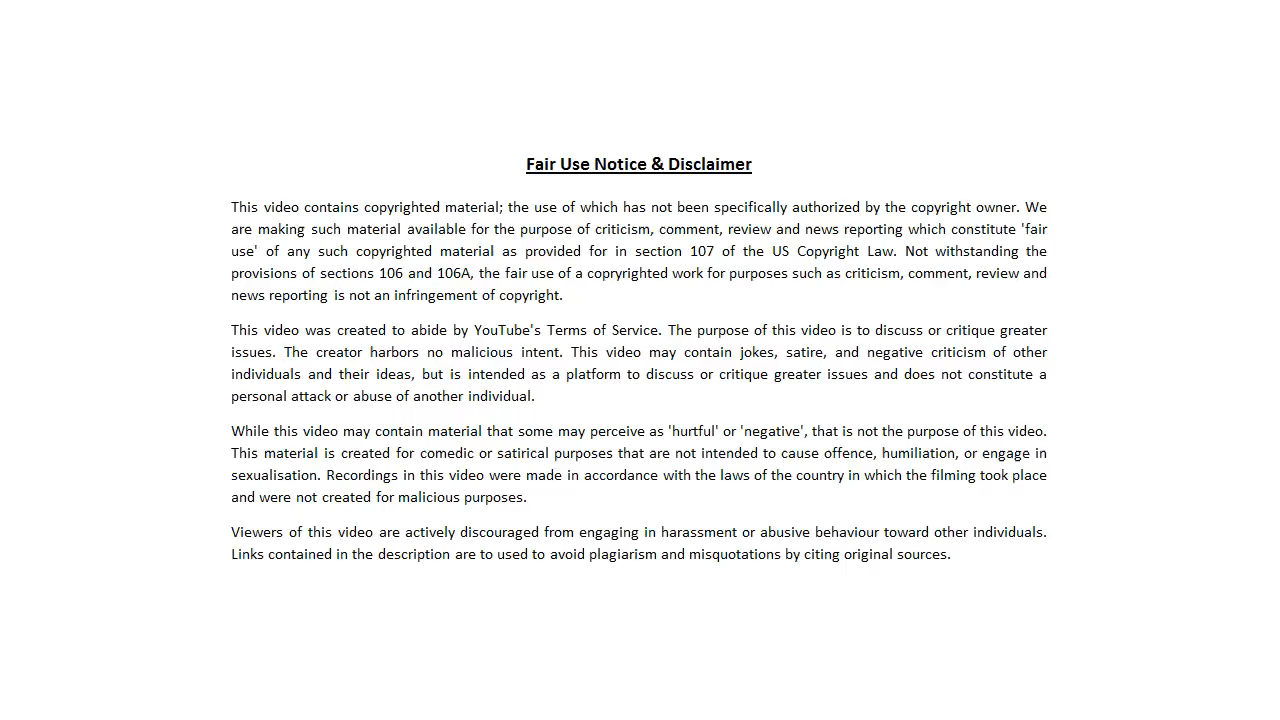 Fair Use Notice & Disclaimer
This video contains copyrighted material; the use of which has not been specifically authorized by the copyright owner. We
are making such material available for the purpose of criticism, comment, review and news reporting which constitute 'fair
use' of any such copyrighted material as provided for in section 107 of the US Copyright Law. Not withstanding the
provisions of sections 106 and 106A, the fair use of a copryrighted work for purposes such as criticism, comment, review and
news reporting is not an infringement of copyright.
This video was created to abide by YouTube's Terms of Service. The purpose of this video is to discuss or critique greater
issues. The creator harbors no malicious intent. This video may contain jokes, satire, and negative criticism of other
individuals and their ideas, but is intended as a platform to discuss or critique greater issues and does not constitute a
personal attack or abuse of another individual.
While this video may contain material that some may perceive as 'hurtful' or 'negative', that is not the purpose of this video.
This material is created for comedic or satirical purposes that are not intended to cause offence, humiliation, or engage in
sexualisation. Recordings in this video were made in accordance with the laws of the country in which the filming took place
and were not created for malicious purposes.
Viewers of this video are actively discouraged from engaging in harassment or abusive behaviour toward other individuals.
Links contained in the description are to used to avoid plagiarism and misquotations by citing original sources.